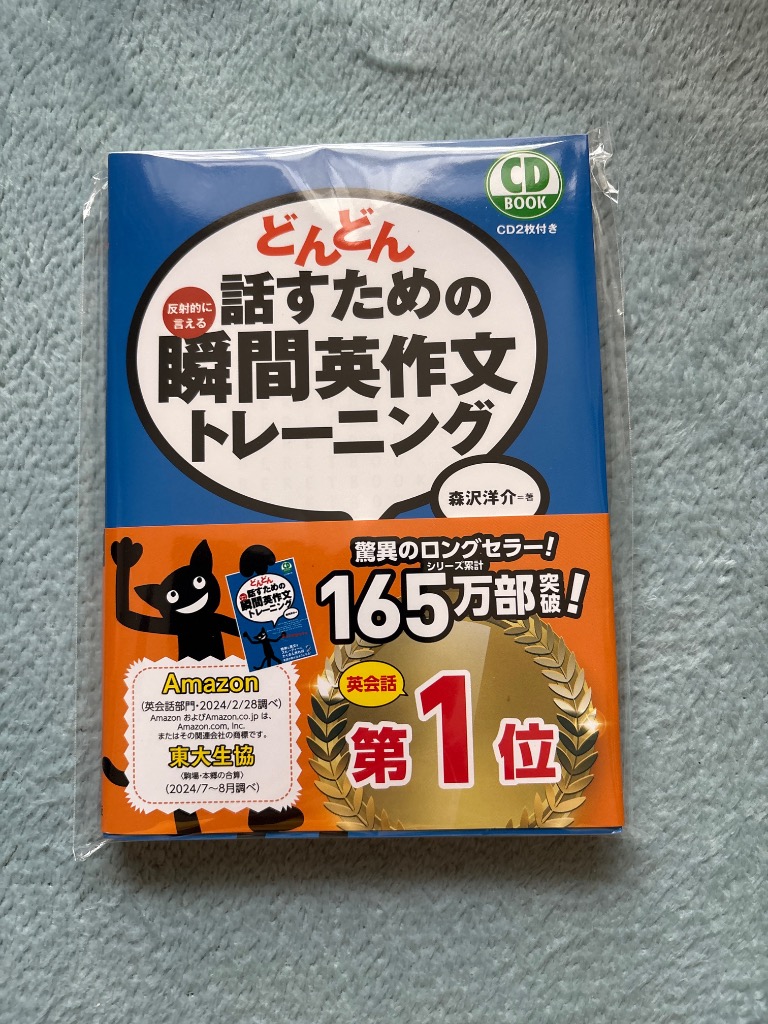 CD
BOOK
CD2枚付き
どんどん
反射的に
言える
話すための
瞬間英作文
トレーニング
森沢洋介=著
驚異のロングセラー!
シリーズ累計
165万部突破!
英会話
第1位
どんどん
話すための
瞬間英作文
トレーニング
Amazon
(英会話部門・2024/2/28調べ)
Amazon およびAmazon.co.jp は、
Amazon.com, Inc.
またはその関連会社の商標です。
東大生協
〈駒場・本郷の合算〉
(2024/7〜8月調べ)